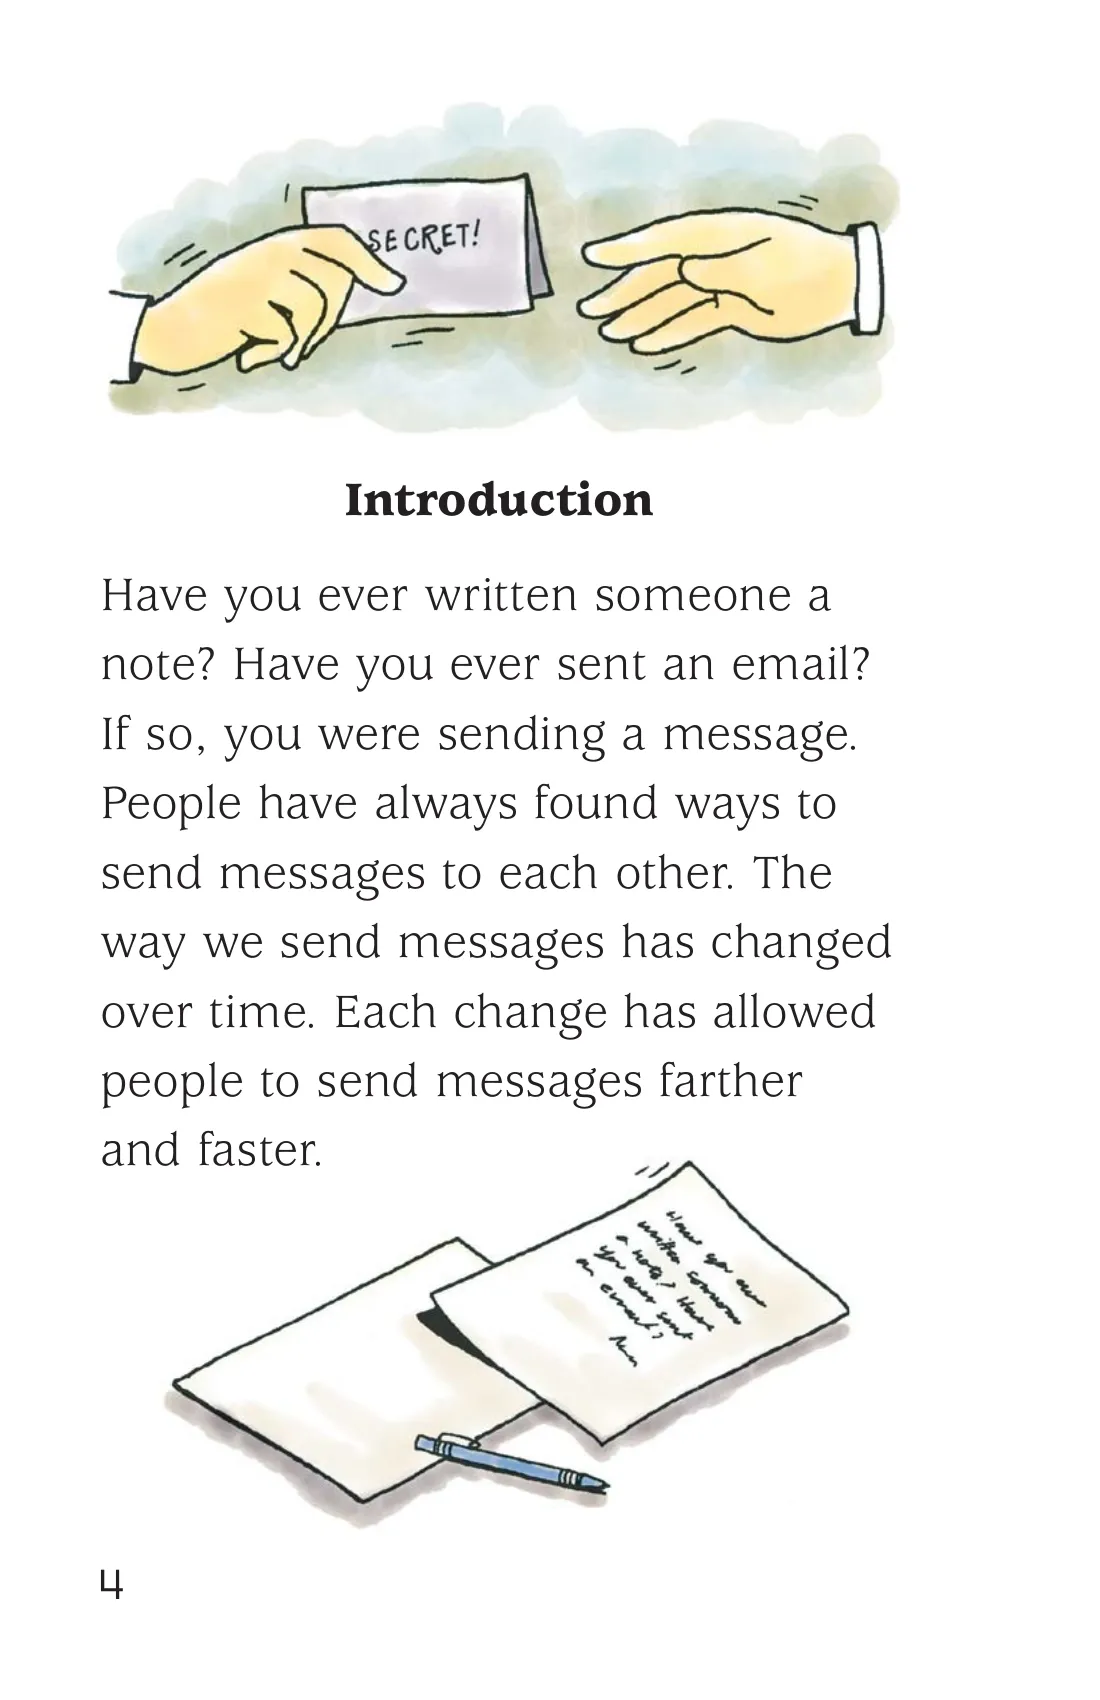 SECRET!
Introduction
Have you ever written someone a
note? Have you ever sent an email?
If so, you were sending a message.
People have always found ways to
send messages to each other. The
way we send messages has changed
over time. Each change has allowed
people to send messages farther
and faster.
Have you ever
written someone
a note? Have
you ever sent
an email?
4